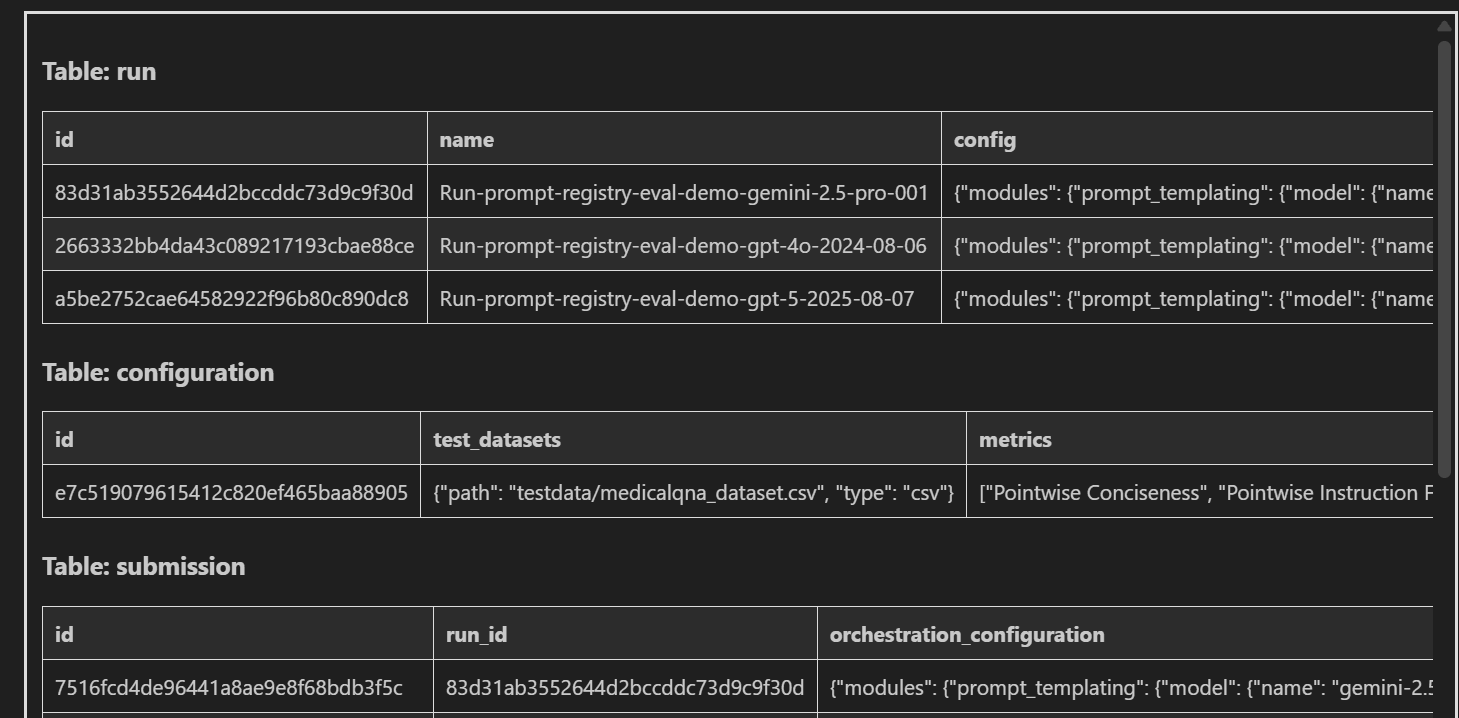 Table: run
id name config
83d31ab3552644d2bccddc73d9c9f30d Run-prompt-registry-eval-demo-gemini-2.5-pro-001 {"modules": {"prompt_templating": {"model": {"name
2663332bb4da43c089217193cbae88ce Run-prompt-registry-eval-demo-gpt-4o-2024-08-06 {"modules": {"prompt_templating": {"model": {"name
a5be2752cae64582922f96b80c890dc8 Run-prompt-registry-eval-demo-gpt-5-2025-08-07 {"modules": {"prompt_templating": {"model": {"name
Table: configuration
id test_datasets metrics
e7c519079615412c820ef465baa88905 {"path": "testdata/medicalqna_dataset.csv", "type": "csv"} ["Pointwise Conciseness", "Pointwise Instruction F
Table: submission
id run_id orchestration_configuration
7516fcd4de96441a8ae9e8f68bdb3f5c 83d31ab3552644d2bccddc73d9c9f30d {"modules": {"prompt_templating": {"model": {"name": "gemini-2.5